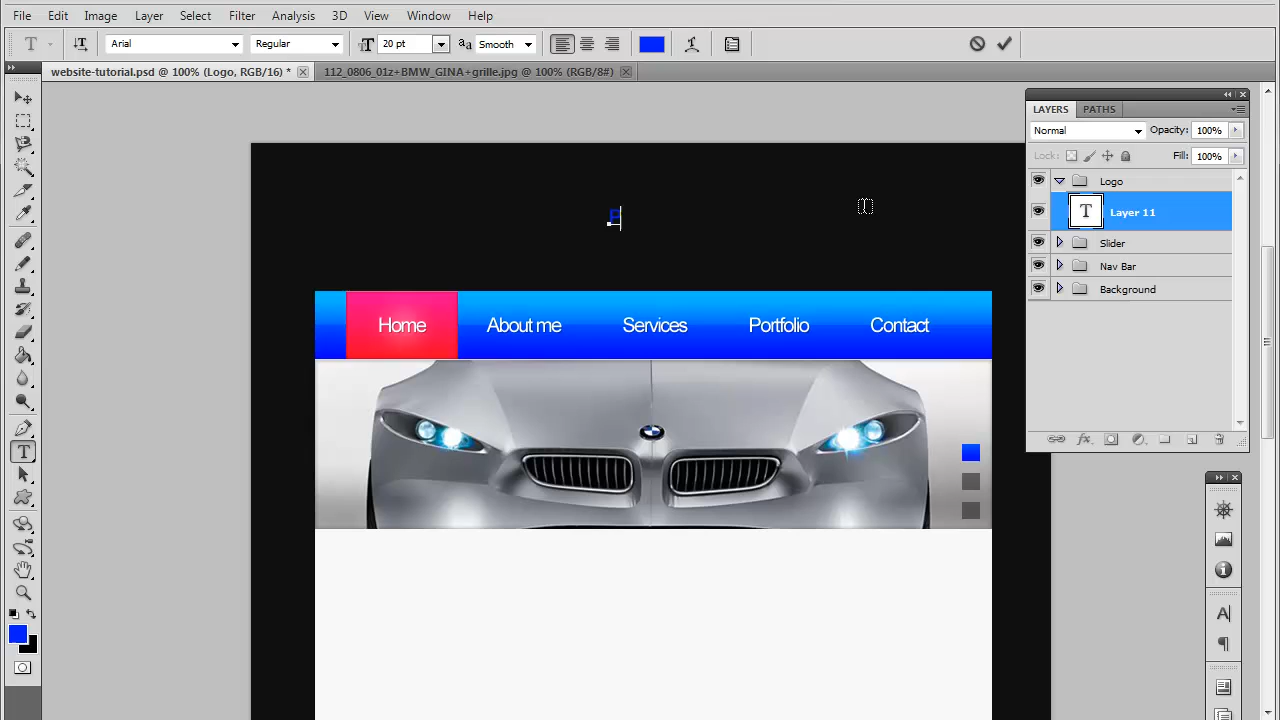 File Edit Image Layer Select Filter Analysis 3D View Window Help
T Arial Regular 20 pt aa Smooth
website-tutorial.psd @ 100% (Logo, RGB/16) * 112_0806_01z+BMW_GINA+grille.jpg @ 100% (RGB/8#)
LAYERS PATHS
Normal Opacity: 100%
Lock: Fill: 100%
Logo
T Layer 11
Slider
Nav Bar
Background
P
Home About me Services Portfolio Contact